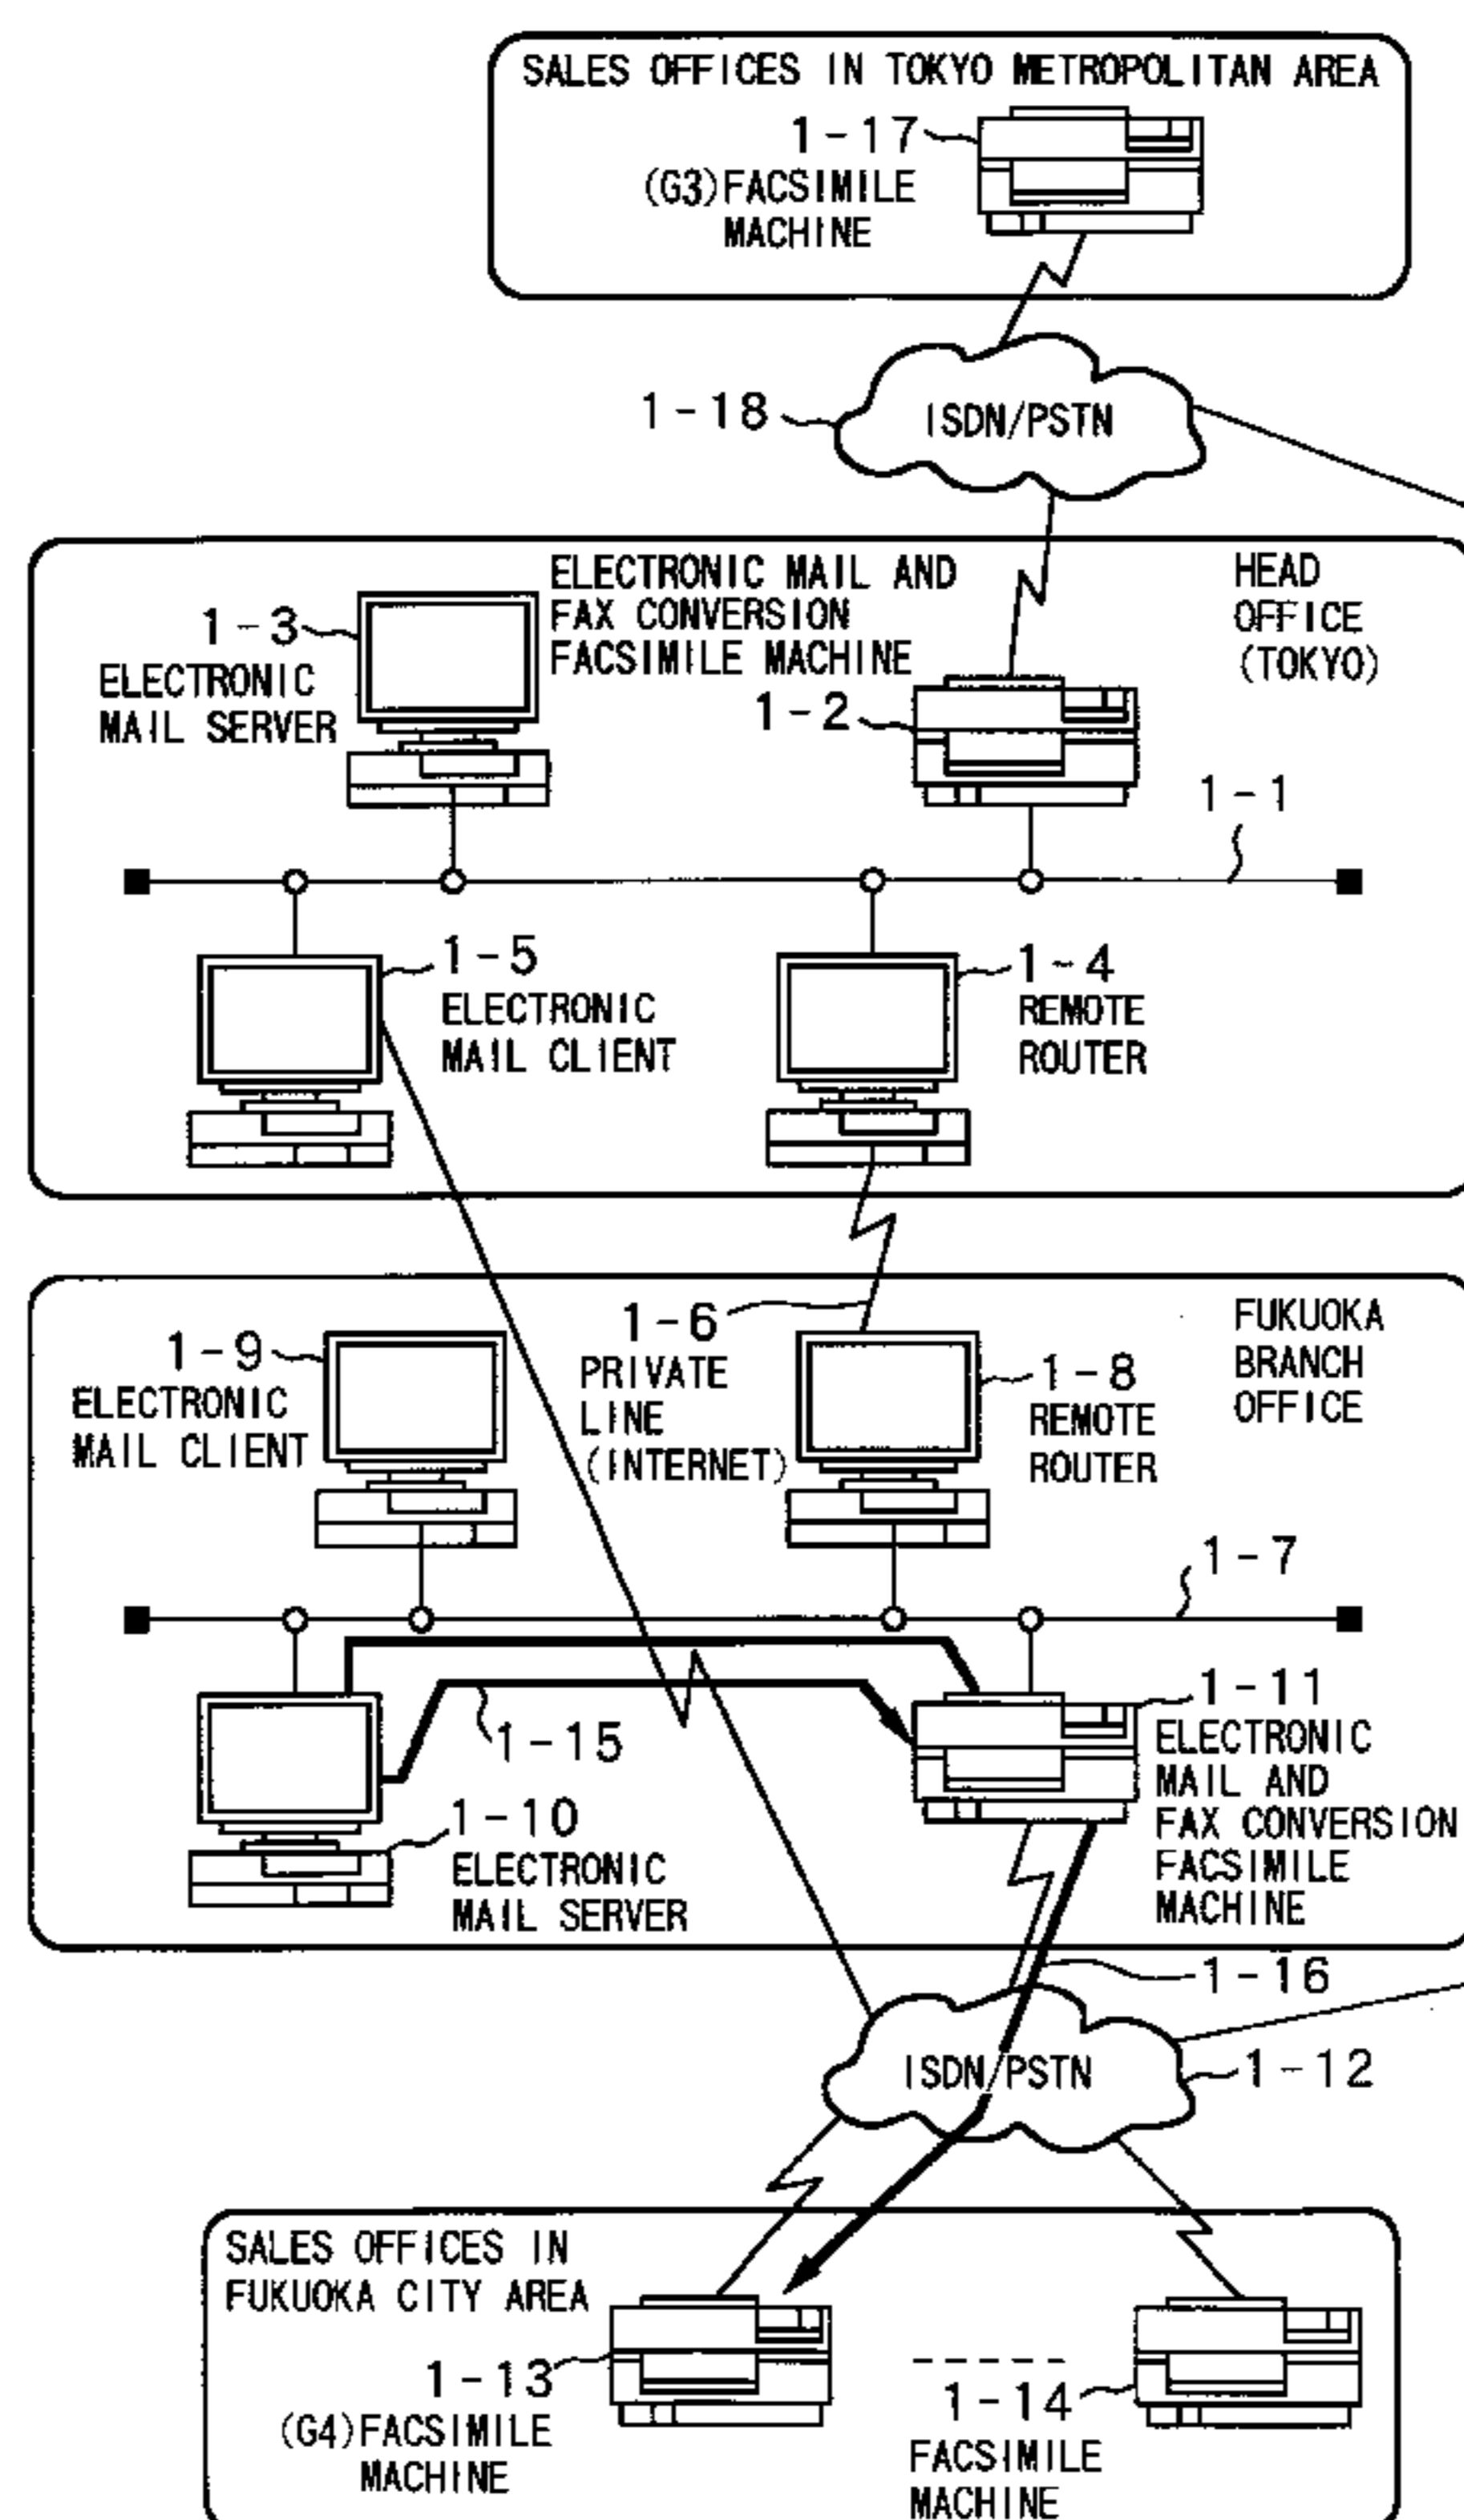 SALES OFFICES IN TOKYO METROPOLITAN AREA
1-17
(G3)FACSIMILE
MACHINE
1-18
ISDN/PSTN
ELECTRONIC MAIL AND
FAX CONVERSION
FACSIMILE MACHINE
HEAD
OFFICE
(TOKYO)
1-3
ELECTRONIC
MAIL SERVER
1-2
1-1
1-5
ELECTRONIC
MAIL CLIENT
1-4
REMOTE
ROUTER
1-6
PRIVATE
LINE
(INTERNET)
FUKUOKA
BRANCH
OFFICE
1-9
ELECTRONIC
MAIL CLIENT
1-8
REMOTE
ROUTER
1-7
1-15
1-11
ELECTRONIC
MAIL AND
FAX CONVERSION
FACSIMILE
MACHINE
1-10
ELECTRONIC
MAIL SERVER
1-16
ISDN/PSTN
1-12
SALES OFFICES IN
FUKUOKA CITY AREA
1-13
(G4)FACSIMILE
MACHINE
1-14
FACSIMILE
MACHINE